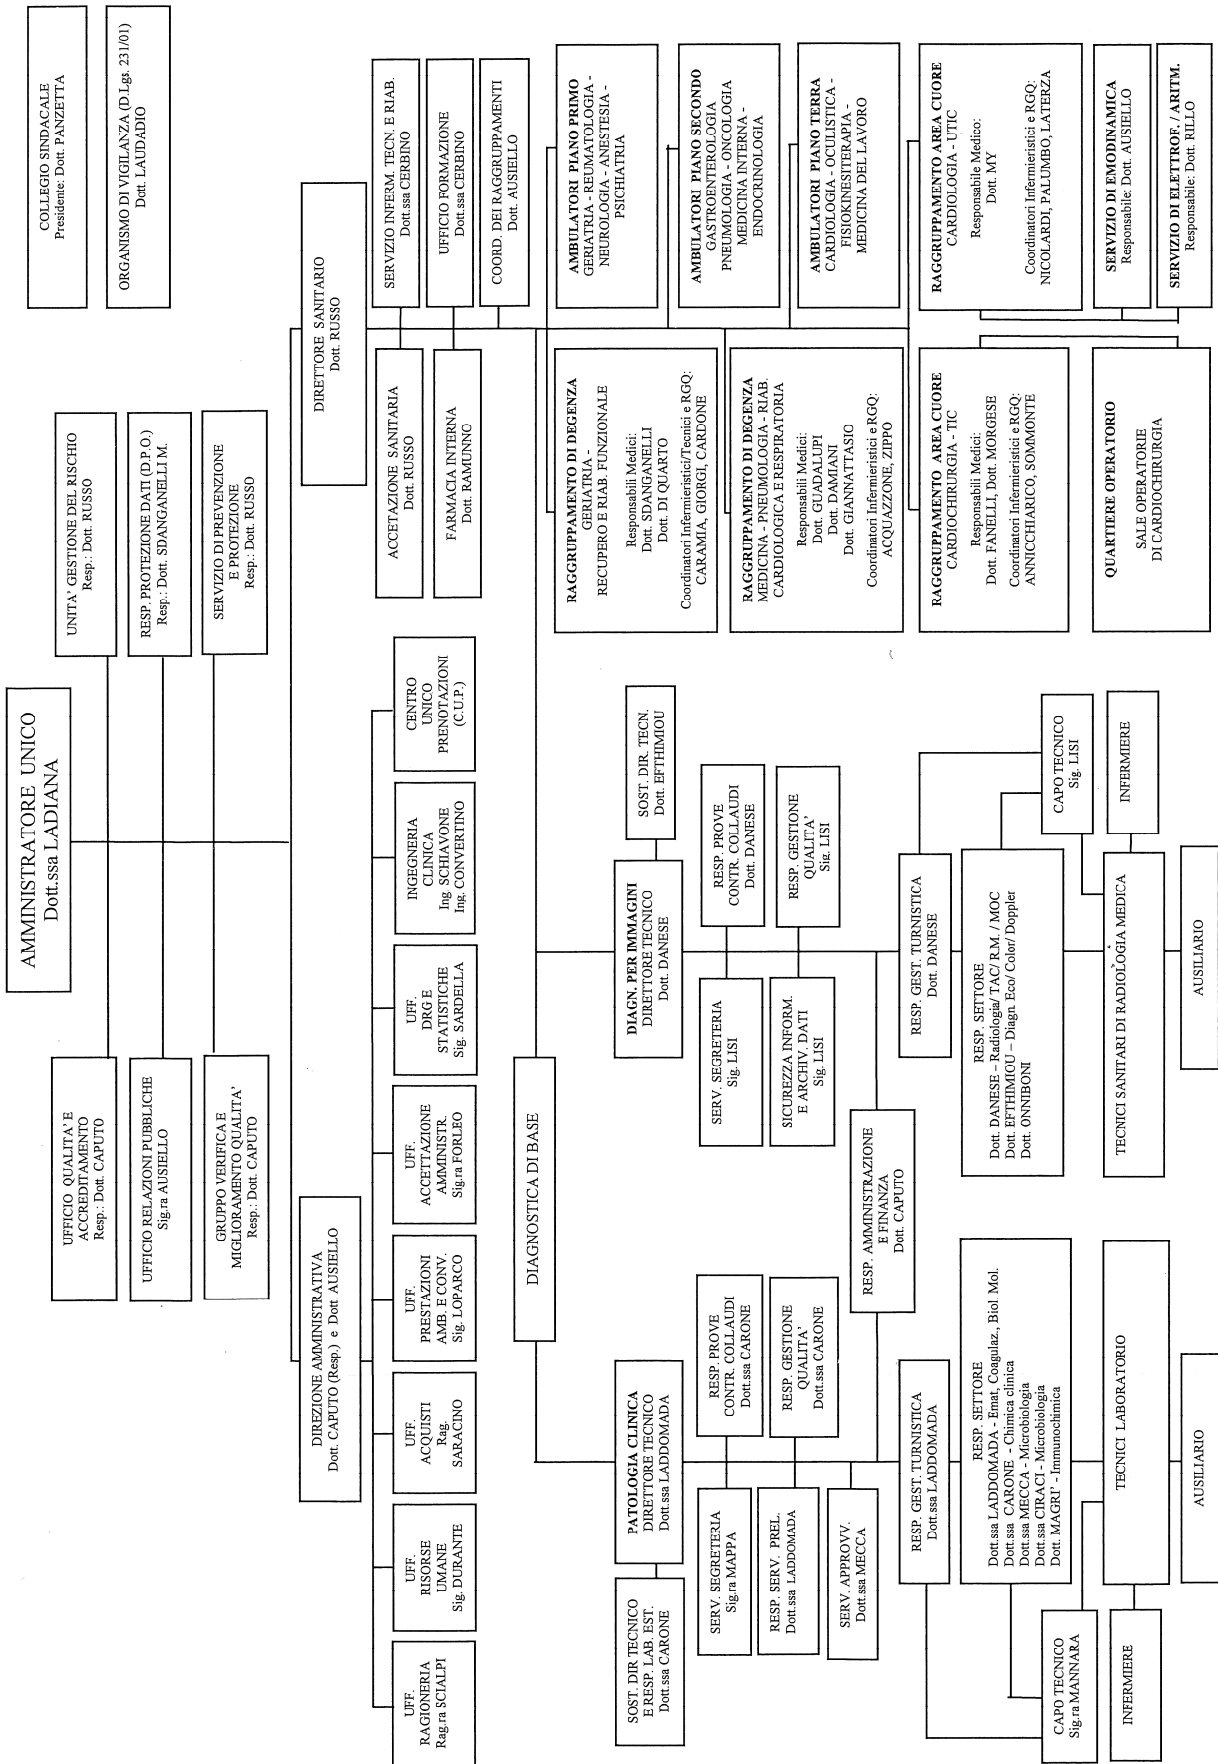 COLLEGIO SINDACALE
Presidente: Dott. PANZETTA
ORGANISMO DI VIGILANZA (D.Lgs. 231/01)
Dott. LAUDADIO
AMMINISTRATORE UNICO
Dott.ssa LADIANA
UFFICIO QUALITA' E
ACCREDITAMENTO
Resp.: Dott. CAPUTO
UNITA' GESTIONE DEL RISCHIO
Resp.: Dott. RUSSO
UFFICIO RELAZIONI PUBBLICHE
Sig.ra AUSIELLO
RESP. PROTEZIONE DATI (D.P.O.)
Resp.: Dott. SDANGANELLI M.
GRUPPO VERIFICA E
MIGLIORAMENTO QUALITA'
Resp.: Dott. CAPUTO
SERVIZIO DI PREVENZIONE
E PROTEZIONE
Resp.: Dott. RUSSO
DIREZIONE AMMINISTRATIVA
Dott. CAPUTO (Resp.) e Dott AUSIELLO
DIRETTORE SANITARIO
Dott. RUSSO
UFF.
RAGIONERIA
Rag.ra SCIALPI
UFF.
RISORSE
UMANE
Sig. DURANTE
UFF.
ACQUISTI
Rag.
SARACINO
UFF.
PRESTAZIONI
AMB. E CONV.
Sig. LOPARCO
UFF.
ACCETTAZIONE
AMMINISTR.
Sig.ra FORLEO
UFF.
DRG E
STATISTICHE
Sig. SARDELLA
INGEGNERIA
CLINICA
Ing. SCHIAVONE
Ing. CONVERTINO
CENTRO
UNICO
PRENOTAZIONI
(C.U.P.)
ACCETAZIONE SANITARIA
Dott. RUSSO
SERVIZIO INFERM. TECN. E RIAB.
Dott.ssa CERBINO
FARMACIA INTERNA
Dott. RAMUNNO
UFFICIO FORMAZIONE
Dott.ssa CERBINO
COORD. DEI RAGGRUPPAMENTI
Dott. AUSIELLO
DIAGNOSTICA DI BASE
PATOLOGIA CLINICA
DIRETTORE TECNICO
Dott.ssa LADDOMADA
SOST. DIR TECNICO
E RESP. LAB. EST.
Dott.ssa CARONE
SERV. SEGRETERIA
Sig.ra MAPPA
RESP. PROVE
CONTR. COLLAUDI
Dott.ssa CARONE
RESP. SERV. PREL.
Dott.ssa LADDOMADA
RESP. GESTIONE
QUALITA'
Dott.ssa CARONE
SERV. APPROVV.
Dott.ssa MECCA
RESP. AMMINISTRAZIONE
E FINANZA
Dott. CAPUTO
RESP. GEST. TURNISTICA
Dott.ssa LADDOMADA
RESP. SETTORE
Dott.ssa LADDOMADA - Emat, Coagulaz., Biol Mol.
Dott.ssa CARONE - Chimica clinica
Dott.ssa MECCA - Microbiologia
Dott.ssa CIRACI - Microbiologia
Dott. MAGRI' - Immunochimica
CAPO TECNICO
Sig.ra MANNARA
TECNICI LABORATORIO
INFERMIERE
AUSILIARIO
DIAGN. PER IMMAGINI
DIRETTORE TECNICO
Dott. DANESE
SOST. DIR. TECN.
Dott. EFTHIMIOU
SERV. SEGRETERIA
Sig. LISI
RESP. PROVE
CONTR. COLLAUDI
Dott. DANESE
SICUREZZA INFORM.
E ARCHIV. DATI
Sig. LISI
RESP. GESTIONE
QUALITA'
Sig. LISI
RESP. GEST. TURNISTICA
Dott. DANESE
RESP. SETTORE
Dott. DANESE – Radiologia/ TAC/ R.M. / MOC
Dott. EFTHIMIOU – Diagn. Eco/ Color/ Doppler
Dott. ONNIBONI
CAPO TECNICO
Sig. LISI
TECNICI SANITARI DI RADIOLOGIA MEDICA
INFERMIERE
AUSILIARIO
RAGGRUPPAMENTO DI DEGENZA
GERIATRIA -
RECUPERO E RIAB. FUNZIONALE
Responsabili Medici:
Dott. SDANGANELLI
Dott. DI QUARTO
Coordinatori Infermieristici/Tecnici e RGQ:
CARAMIA, GIORGI, CARDONE
AMBULATORI PIANO PRIMO
GERIATRIA - REUMATOLOGIA -
NEUROLOGIA - ANESTESIA -
PSICHIATRIA
AMBULATORI PIANO SECONDO
GASTROENTEROLOGIA
PNEUMOLOGIA - ONCOLOGIA
MEDICINA INTERNA -
ENDOCRINOLOGIA
RAGGRUPPAMENTO DI DEGENZA
MEDICINA - PNEUMOLOGIA - RIAB.
CARDIOLOGICA E RESPIRATORIA
Responsabili Medici:
Dott. GUADALUPI
Dott. DAMIANI
Dott. GIANNATTASIO
Coordinatori Infermieristici e RGQ:
ACQUAZZONE, ZIPPO
AMBULATORI PIANO TERRA
CARDIOLOGIA - OCULISTICA -
FISIOKINESITERAPIA -
MEDICINA DEL LAVORO
RAGGRUPPAMENTO AREA CUORE
CARDIOCHIRURGIA - TIC
Responsabili Medici:
Dott. FANELLI, Dott. MORGESE
Coordinatori Infermieristici e RGQ:
ANNICCHIARICO, SOMMONTE
RAGGRUPPAMENTO AREA CUORE
CARDIOLOGIA - UTIC
Responsabile Medico:
Dott. MY
Coordinatori Infermieristici e RGQ:
NICOLARDI, PALUMBO, LATERZA
QUARTIERE OPERATORIO
SALE OPERATORIE
DI CARDIOCHIRURGIA
SERVIZIO DI EMODINAMICA
Responsabile: Dott. AUSIELLO
SERVIZIO DI ELETTROF. / ARITM.
Responsabile: Dott. RILLO